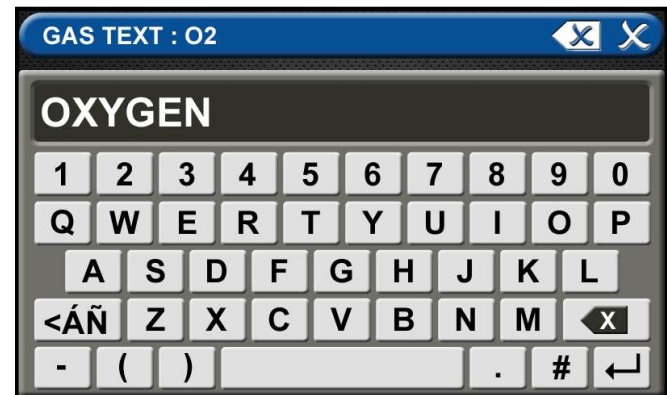 GAS TEXT : O2
OXYGEN
1 2 3 4 5 6 7 8 9 0
Q W E R T Y U I O P
A S D F G H J K L
<ÁÑ Z X C V B N M X
- ( ) . #